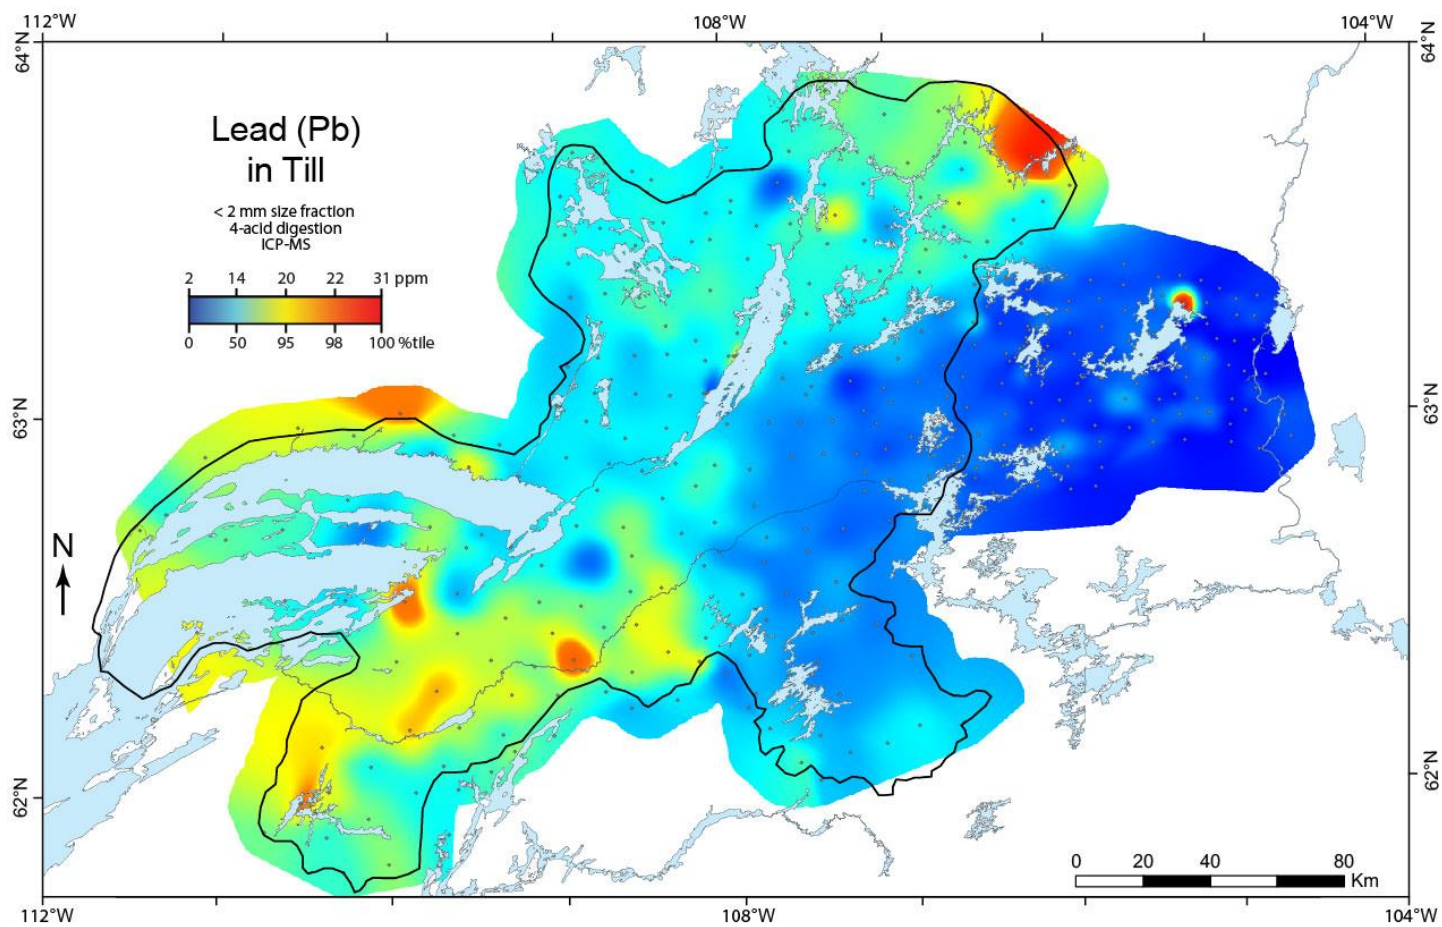 112°W 108°W 104°W
64°N 64°N
Lead (Pb)
in Till
< 2 mm size fraction
4-acid digestion
ICP-MS
2 14 20 22 31 ppm
0 50 95 98 100 %tile
63°N 63°N
N
62°N 62°N
0 20 40 80
Km
112°W 108°W 104°W